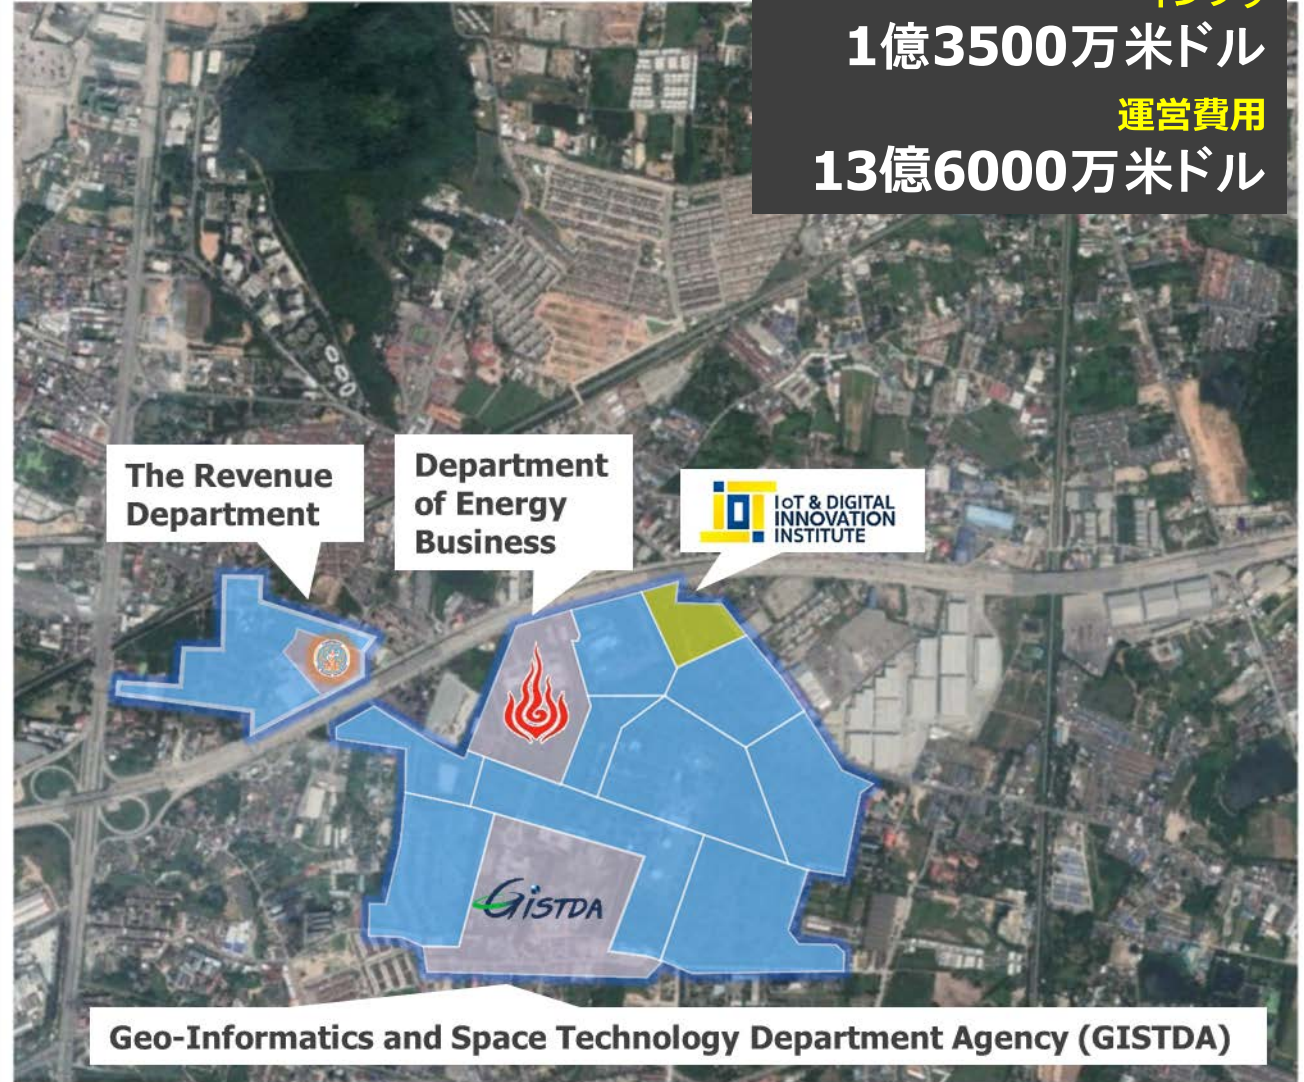 1億3500万米ドル
運営費用
13億6000万米ドル
The Revenue
Department
Department
of Energy
Business
IoT
IoT & DIGITAL
INNOVATION
INSTITUTE
GISTDA
Geo-Informatics and Space Technology Department Agency (GISTDA)